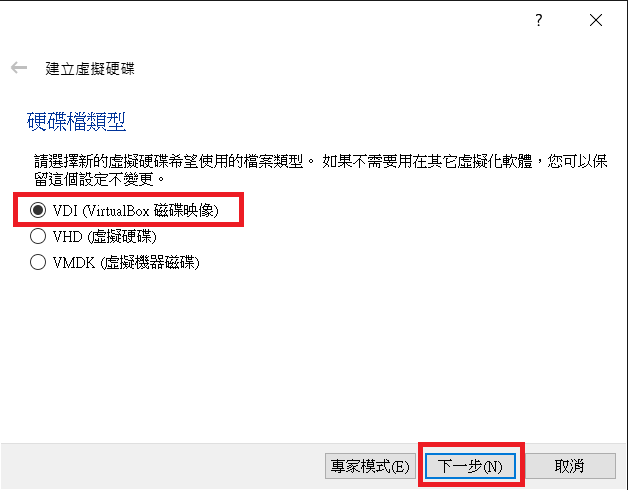 ?
建立虛擬硬碟
硬碟檔類型
請選擇新的虛擬硬碟希望使用的檔案類型。 如果不需要用在其它虛擬化軟體，您可以保
留這個設定不變更。
VDI (VirtualBox 磁碟映像)
VHD (虛擬硬碟)
VMDK (虛擬機器磁碟)
專家模式(E) 下一步(N) 取消